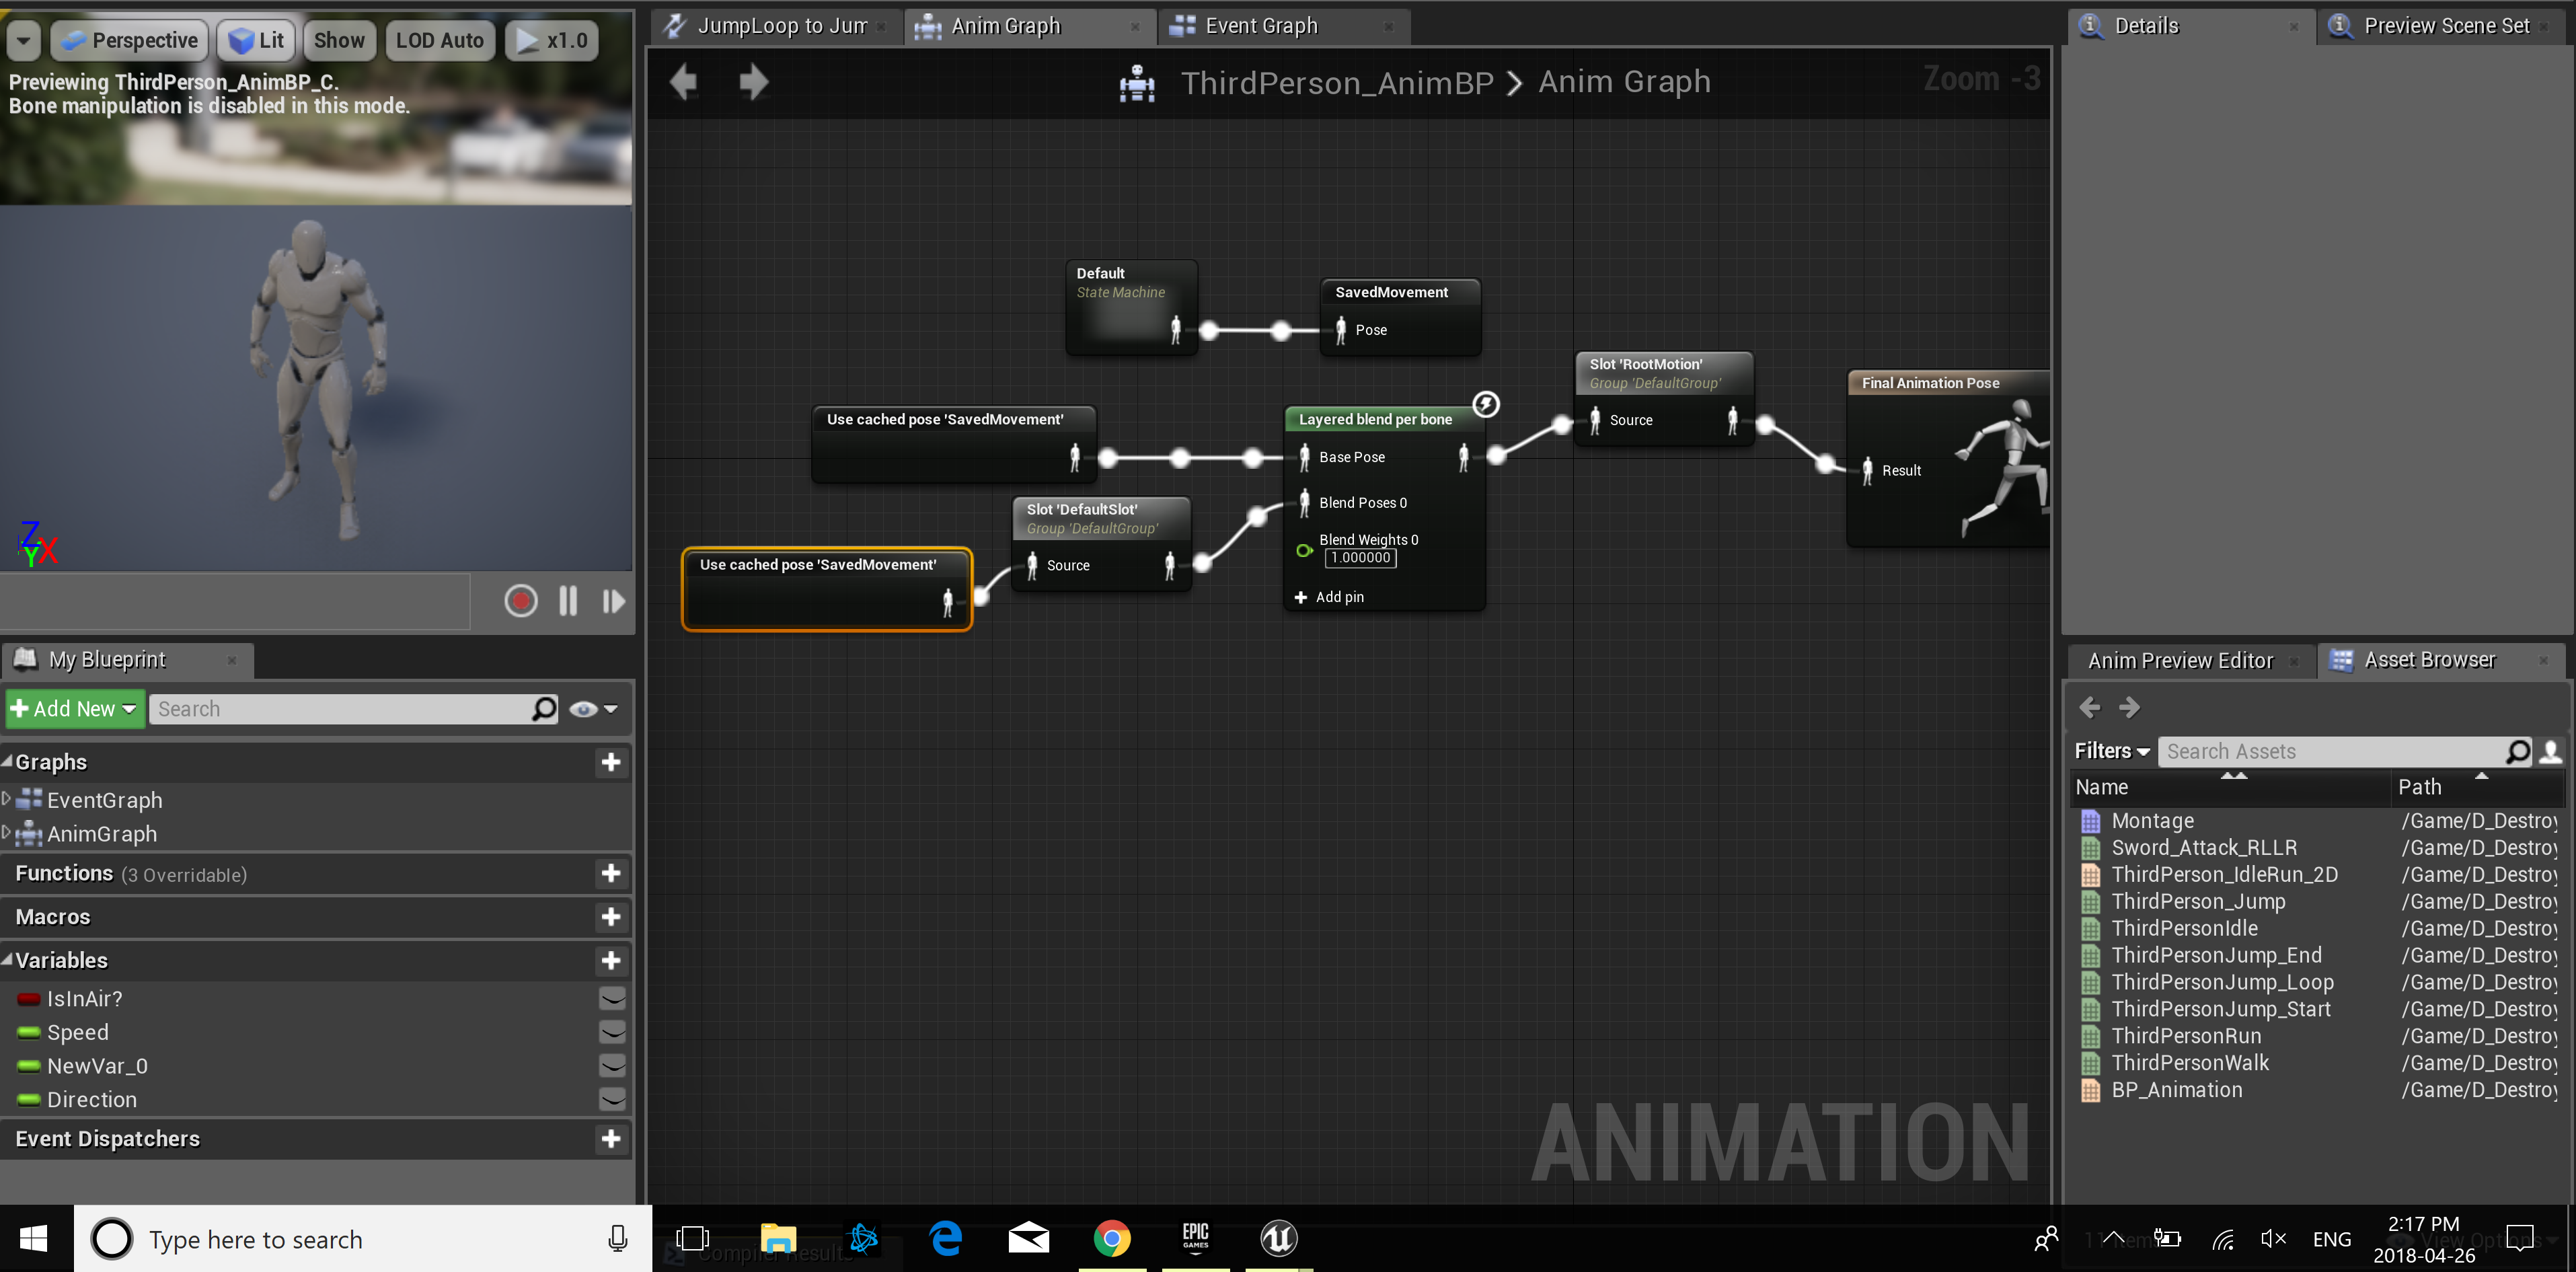 Perspective
Lit
Show
LOD Auto
x1.0
Previewing ThirdPerson_AnimBP_C.
Bone manipulation is disabled in this mode.
Z
Y
X
JumpLoop to Jum
Anim Graph
Event Graph
ThirdPerson_AnimBP > Anim Graph
Zoom -3
Default
State Machine
SavedMovement
Pose
Use cached pose 'SavedMovement'
Layered blend per bone
Base Pose
Blend Poses 0
Blend Weights 0
1.000000
Add pin
Slot 'RootMotion'
Group 'DefaultGroup'
Source
Final Animation Pose
Result
Slot 'DefaultSlot'
Group 'DefaultGroup'
Source
Use cached pose 'SavedMovement'
ANIMATION
Details
Preview Scene Set
My Blueprint
Add New
Search
Graphs
EventGraph
AnimGraph
Functions (3 Overridable)
Macros
Variables
IsInAir?
Speed
NewVar_0
Direction
Event Dispatchers
Anim Preview Editor
Asset Browser
Filters
Search Assets
Name Path
Montage /Game/D_Destroy
Sword_Attack_RLLR /Game/D_Destroy
ThirdPerson_IdleRun_2D /Game/D_Destroy
ThirdPerson_Jump /Game/D_Destroy
ThirdPersonIdle /Game/D_Destroy
ThirdPersonJump_End /Game/D_Destroy
ThirdPersonJump_Loop /Game/D_Destroy
ThirdPersonJump_Start /Game/D_Destroy
ThirdPersonRun /Game/D_Destroy
ThirdPersonWalk /Game/D_Destroy
BP_Animation /Game/D_Destroy
Type here to search
Compiler Results
EPIC
GAMES
ENG
2:17 PM
2018-04-26
View Options